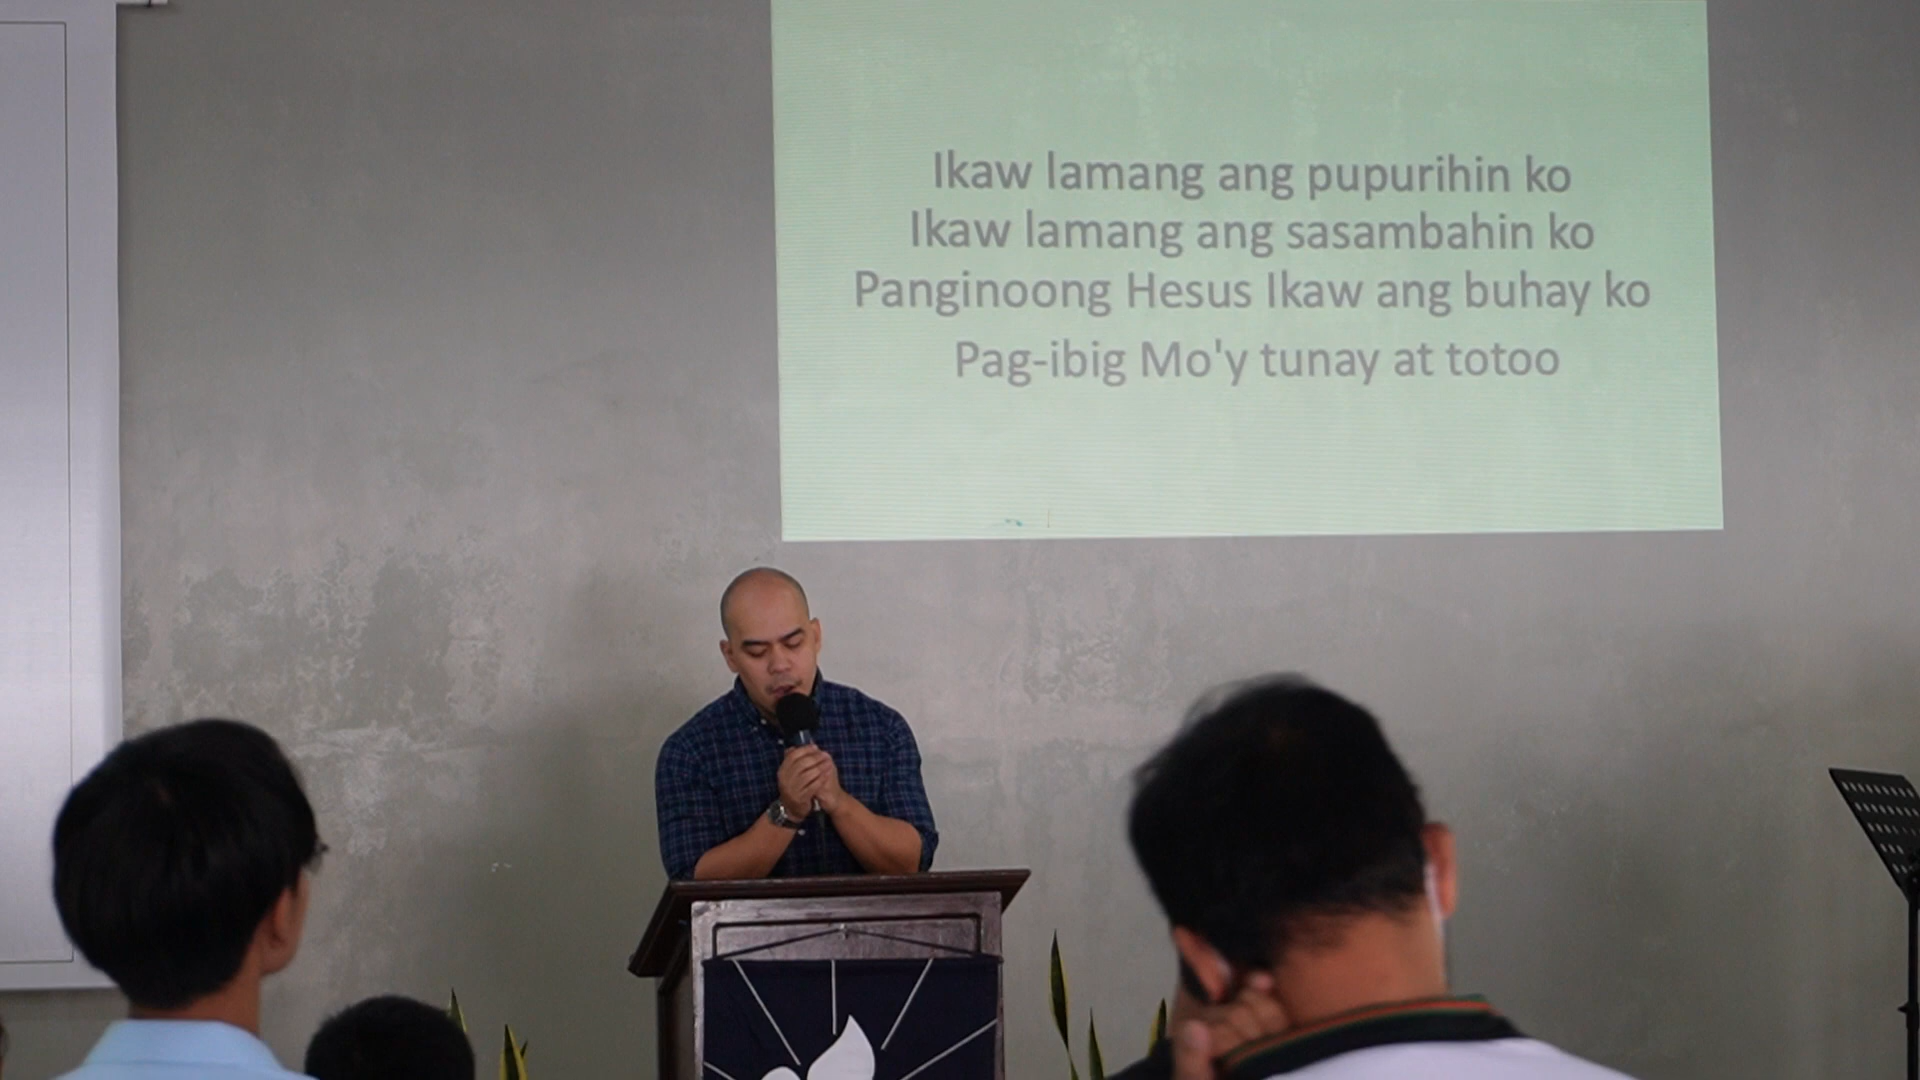 Ikaw lamang ang pupurihin ko
Ikaw lamang ang sasambahin ko
Panginoong Hesus Ikaw ang buhay ko
Pag-ibig Mo'y tunay at totoo